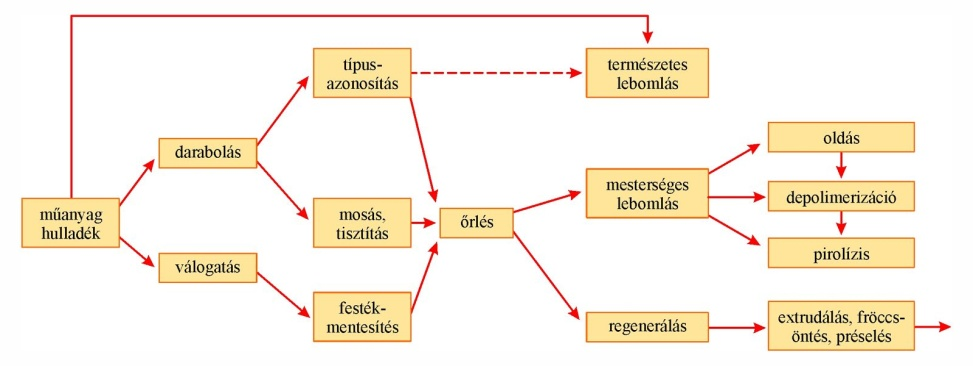 műanyag
hulladék
darabolás
válogatás
típus-
azonosítás
mosás,
tisztítás
festék-
mentesítés
őrlés
természetes
lebomlás
mesterséges
lebomlás
regenerálás
oldás
depolimerizáció
pirolízis
extrudálás, fröccs-
öntés, préselés